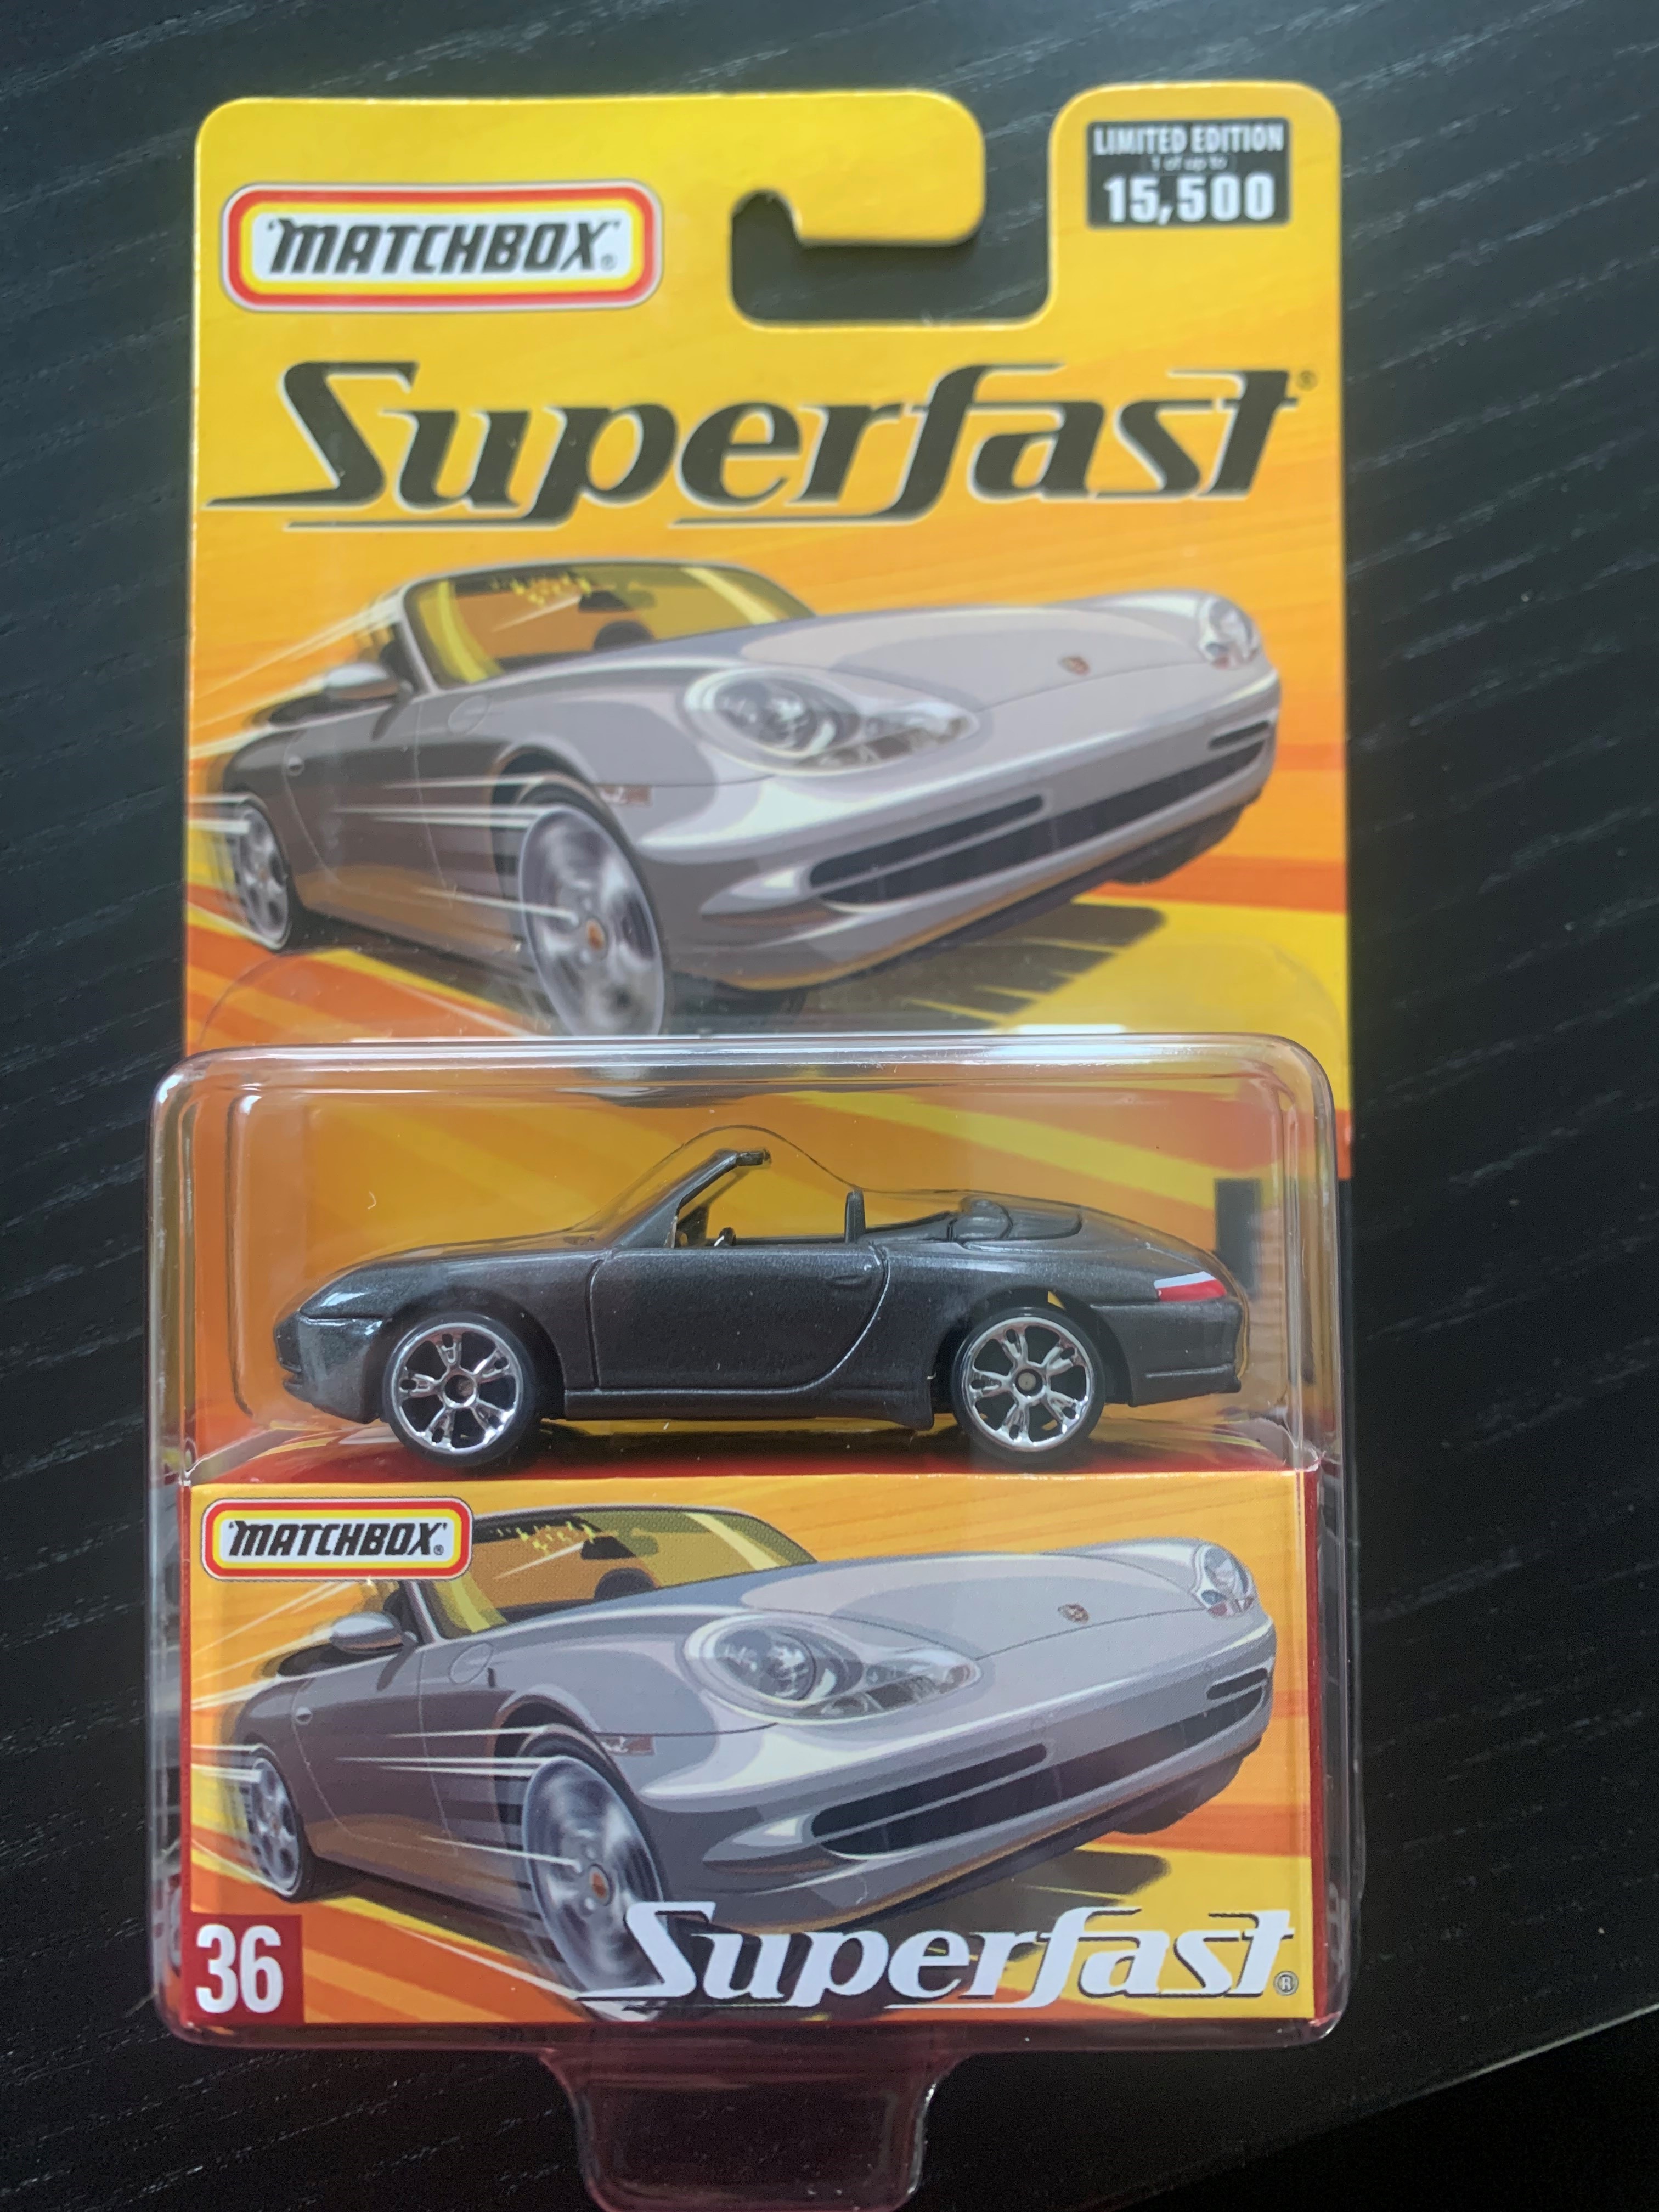 LIMITED EDITION
1 of up to
15,500
"MATCHBOX"®
Superfast®
"MATCHBOX"®
36
Superfast®